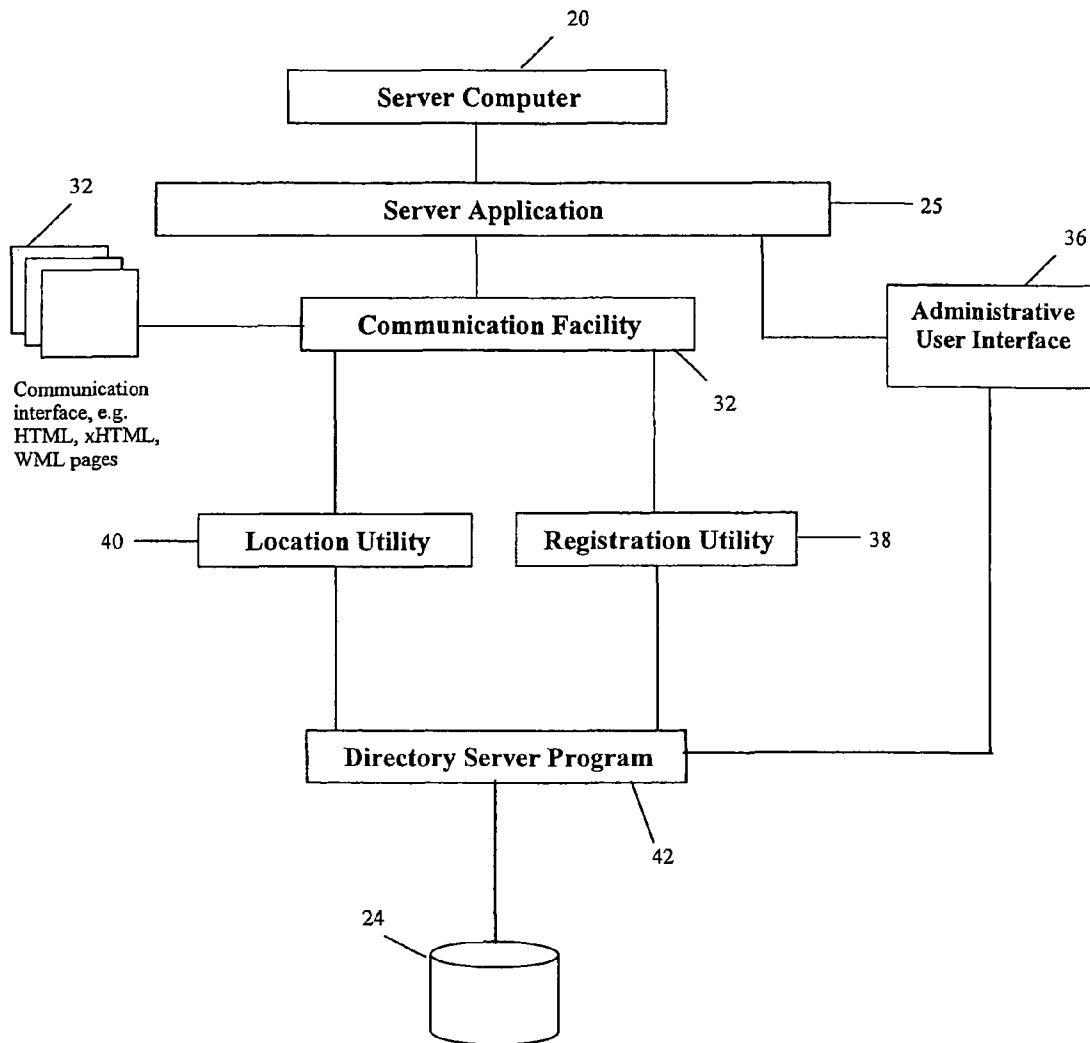 20
Server Computer
32
Server Application
25
36
Administrative
User Interface
Communication Facility
32
Communication
interface, e.g.
HTML, xHTML,
WML pages
40
Location Utility
Registration Utility
38
Directory Server Program
42
24